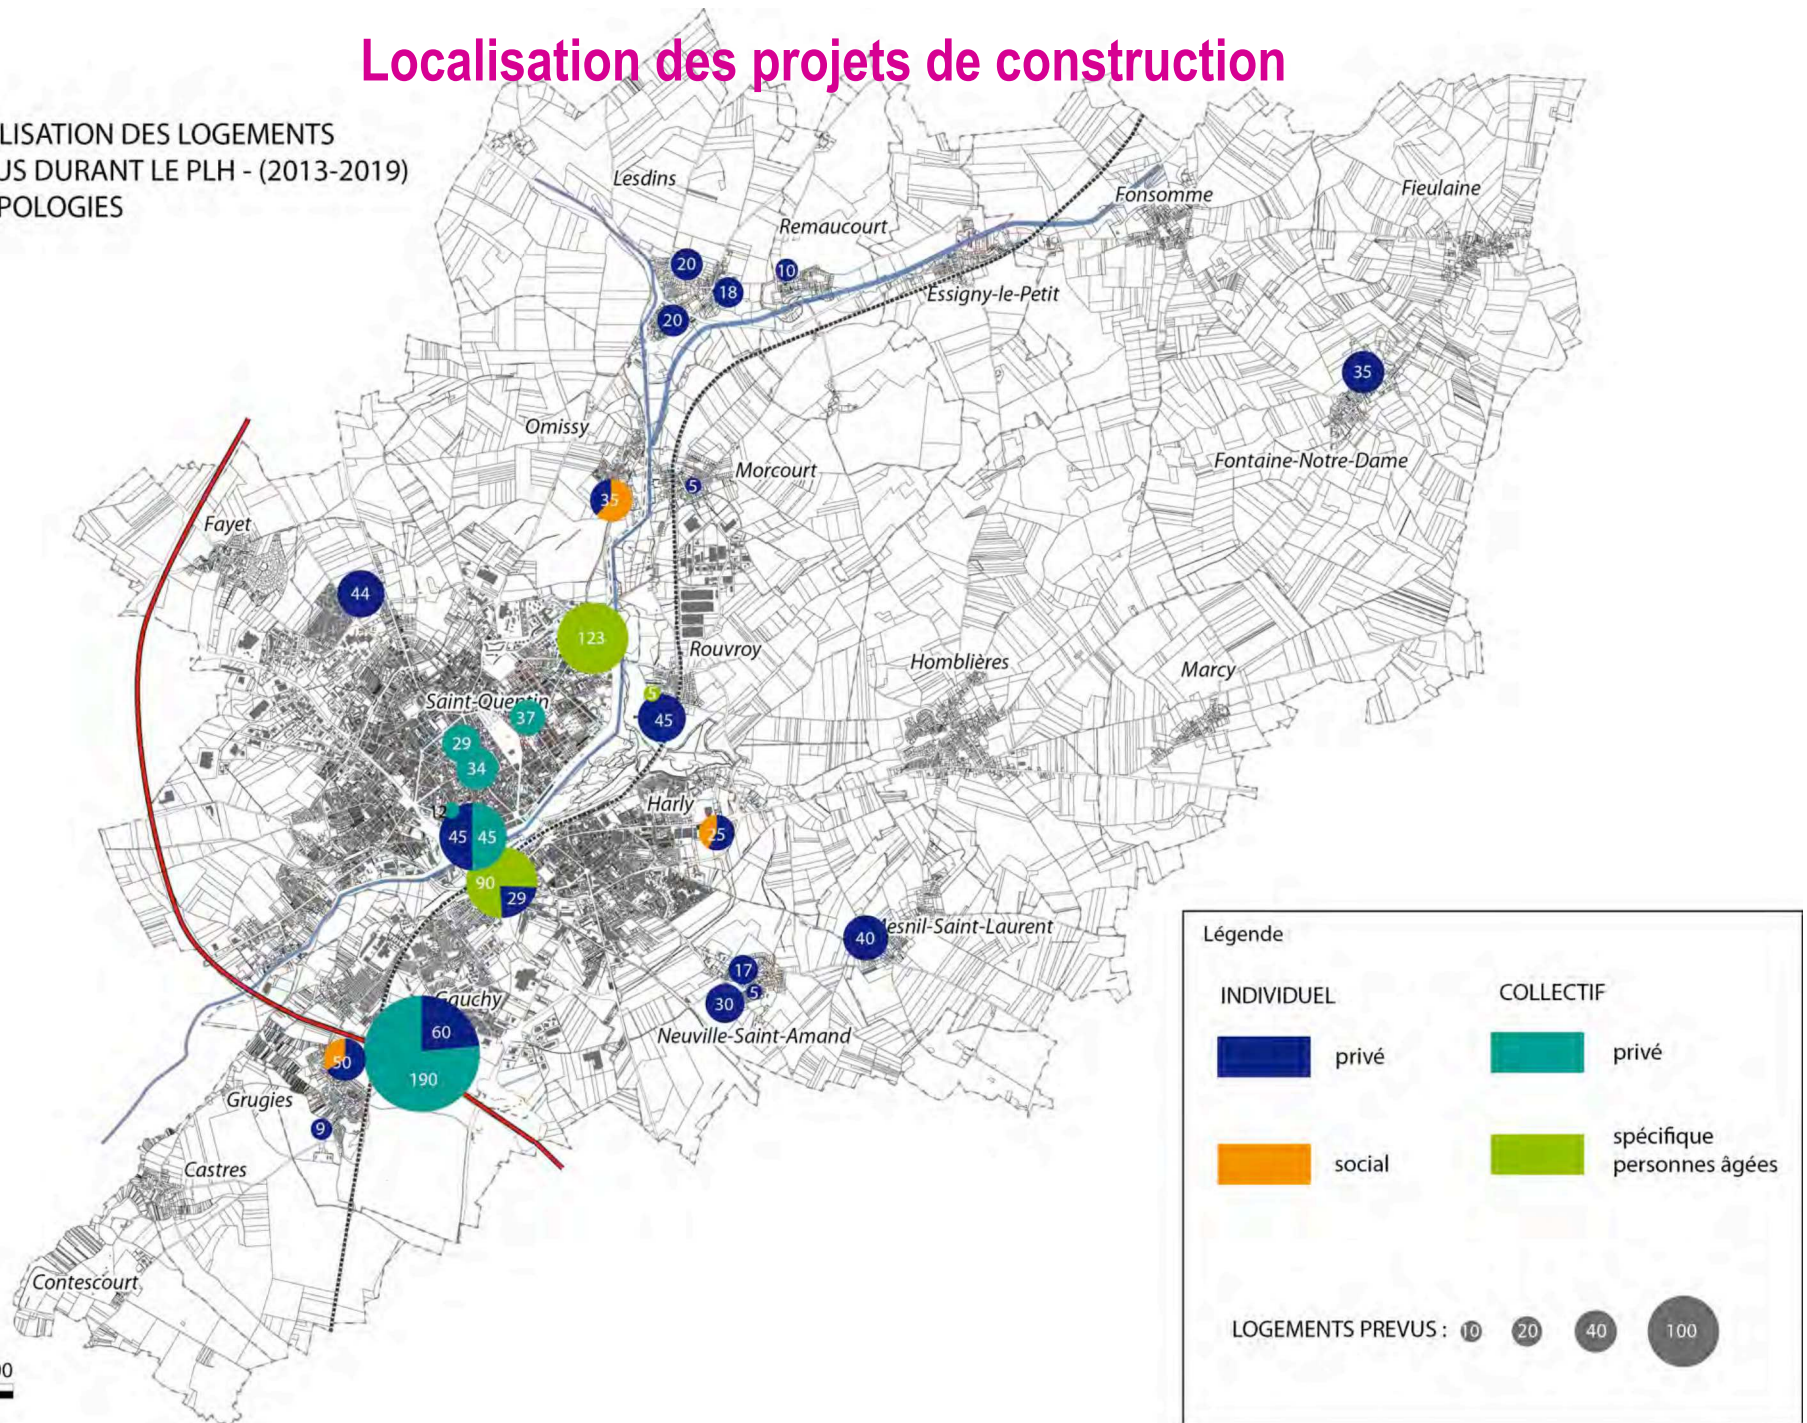 Localisation des projets de construction
LISATION DES LOGEMENTS
US DURANT LE PLH - (2013-2019)
POLOGIES
Lesdins
Fonsomme
Fieulaine
Remaucourt
20
10
18
Essigny-le-Petit
20
35
Omissy
Fontaine-Notre-Dame
Morcourt
5
35
Fayet
44
123
Rouvroy
Homblières
Marcy
5
Saint-Quentin
37
45
29
34
Harly
12
45
45
25
90
29
esnil-Saint-Laurent
40
17
5
30
Gauchy
60
Neuville-Saint-Amand
50
190
Grugies
9
Castres
Contescourt
00
Légende
INDIVIDUEL
COLLECTIF
privé
privé
social
spécifique
personnes âgées
LOGEMENTS PREVUS : 10 20 40 100